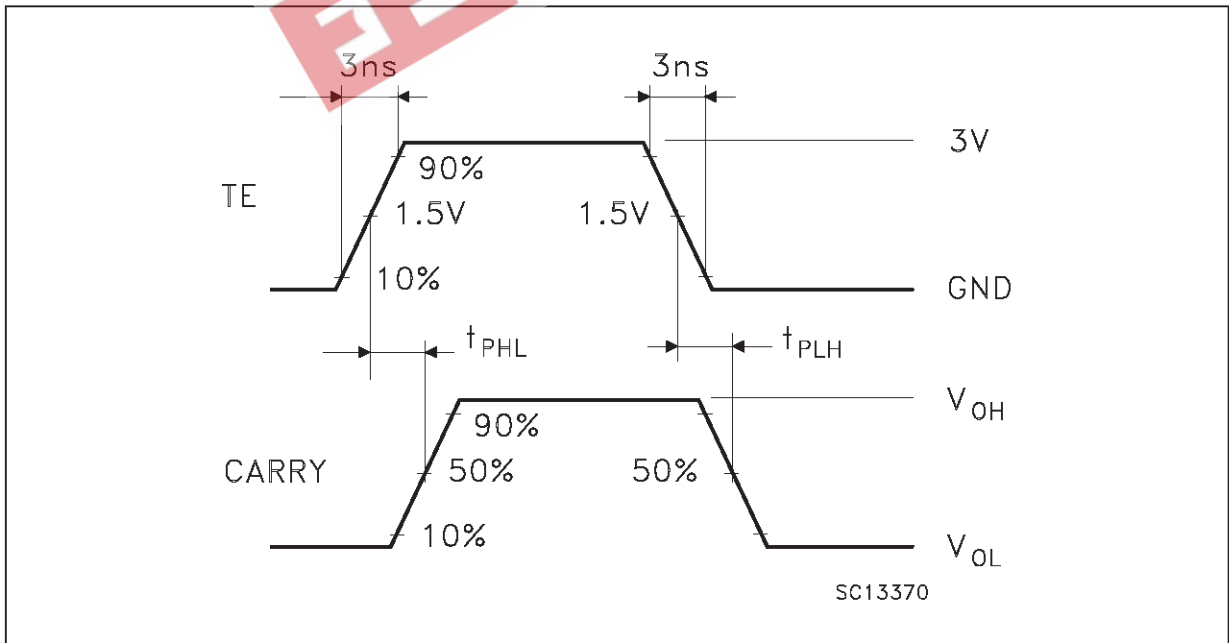 3ns 3ns
3V
90%
TE
1.5V 1.5V
10%
GND
tPHL tPLH
VOH
90%
CARRY 50% 50%
10%
VOL
SC13370